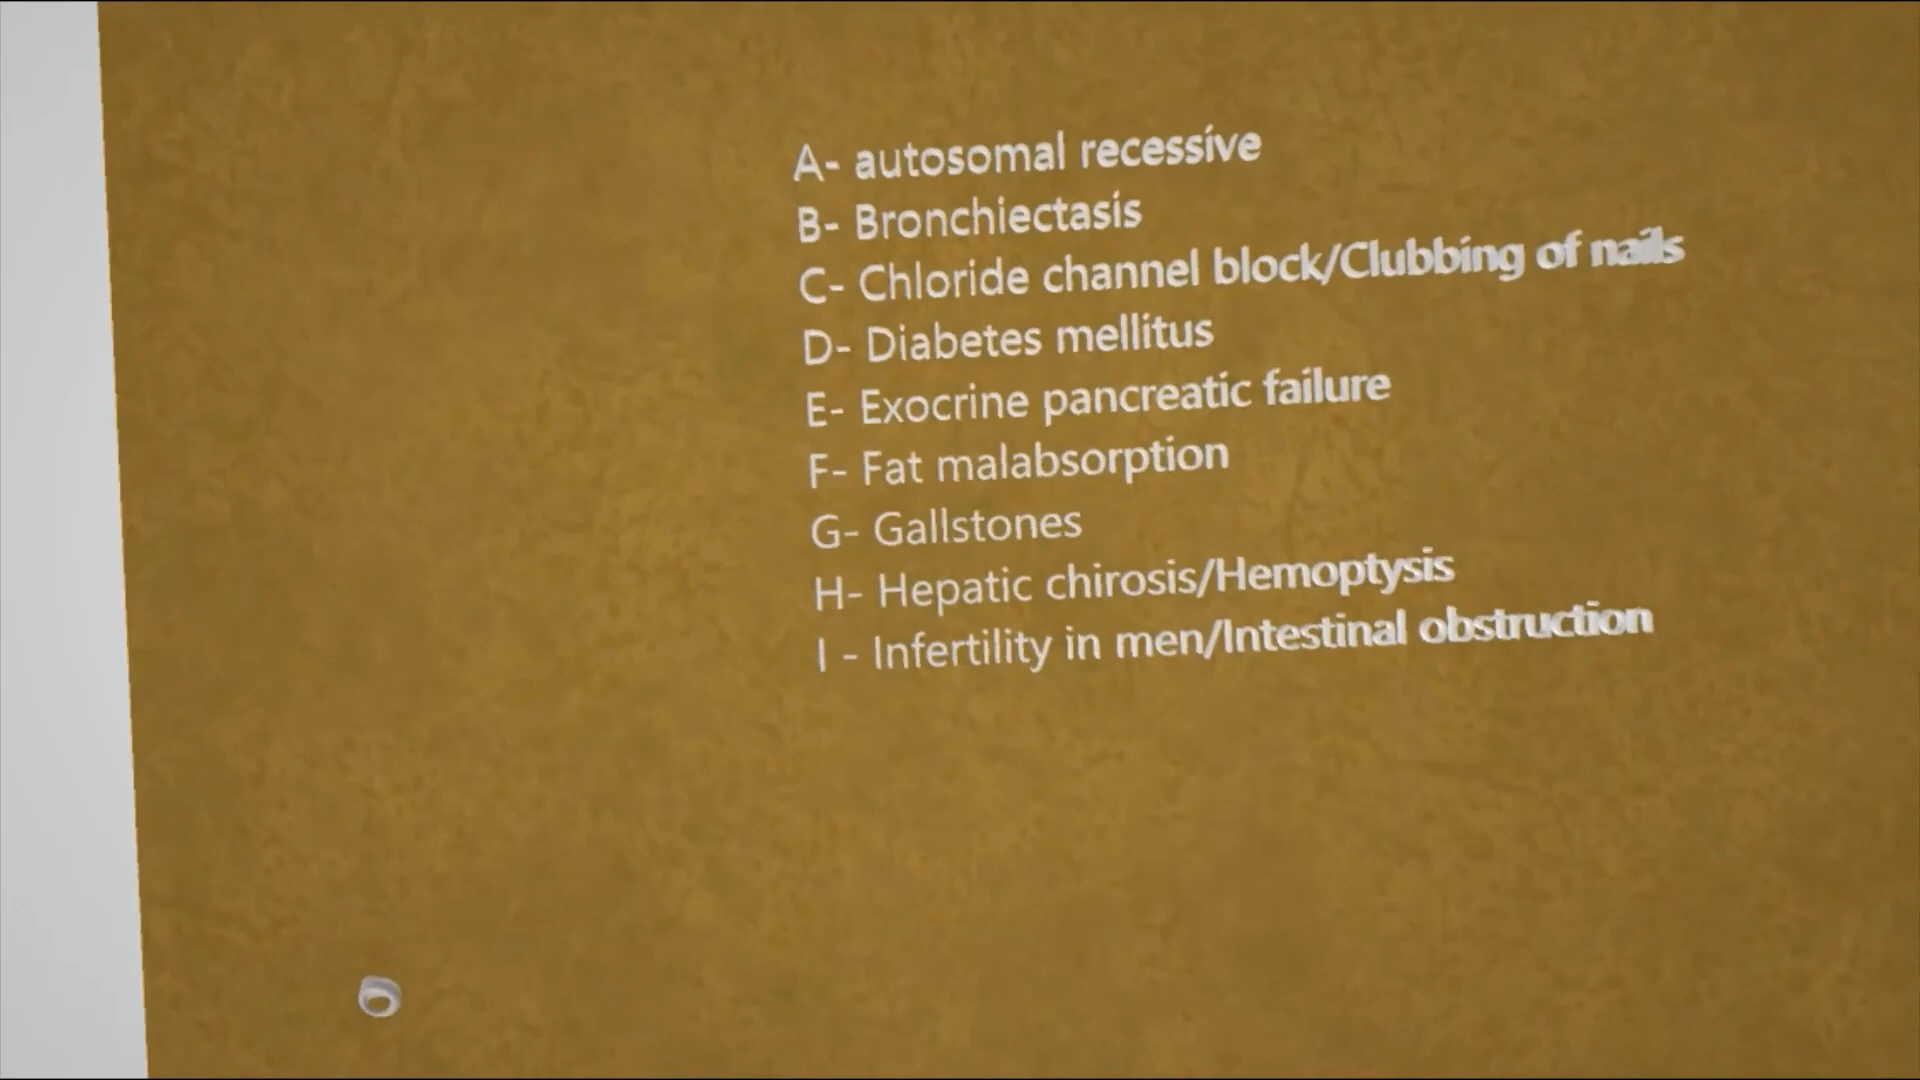 A- autosomal recessive
B- Bronchiectasis
C- Chloride channel block/Clubbing of nails
D- Diabetes mellitus
E- Exocrine pancreatic failure
F- Fat malabsorption
G- Gallstones
H- Hepatic chirosis/Hemoptysis
I - Infertility in men/Intestinal obstruction